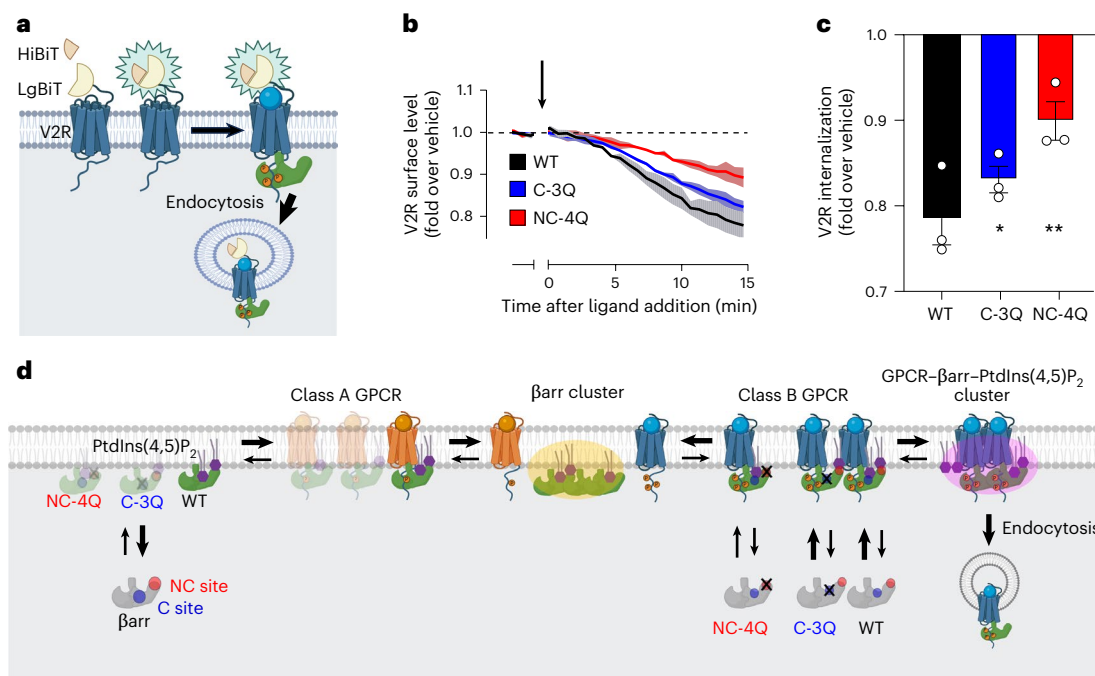 a
HiBiT
LgBiT
V2R
Endocytosis
b
V2R surface level
(fold over vehicle)
1.1
1.0
0.9
0.8
WT
C-3Q
NC-4Q
0
5
10
15
Time after ligand addition (min)
c
V2R internalization
(fold over vehicle)
1.0
0.9
0.8
0.7
*
**
WT
C-3Q
NC-4Q
d
Class A GPCR
βarr cluster
Class B GPCR
GPCR–βarr–PtdIns(4,5)P₂
cluster
PtdIns(4,5)P₂
NC-4Q
C-3Q
WT
NC site
C site
βarr
NC-4Q
C-3Q
WT
Endocytosis